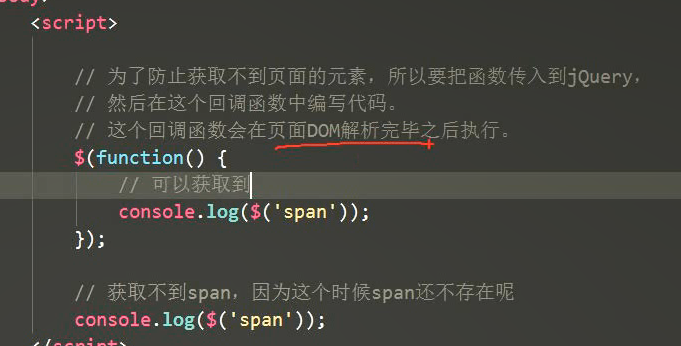 body>
<script>
// 为了防止获取不到页面的元素，所以要把函数传入到jQuery，
// 然后在这个回调函数中编写代码。
// 这个回调函数会在页面DOM解析完毕之后执行。
$(function() {
// 可以获取到
console.log($('span'));
});
// 获取不到span，因为这个时候span还不存在呢
console.log($('span'));
</script>